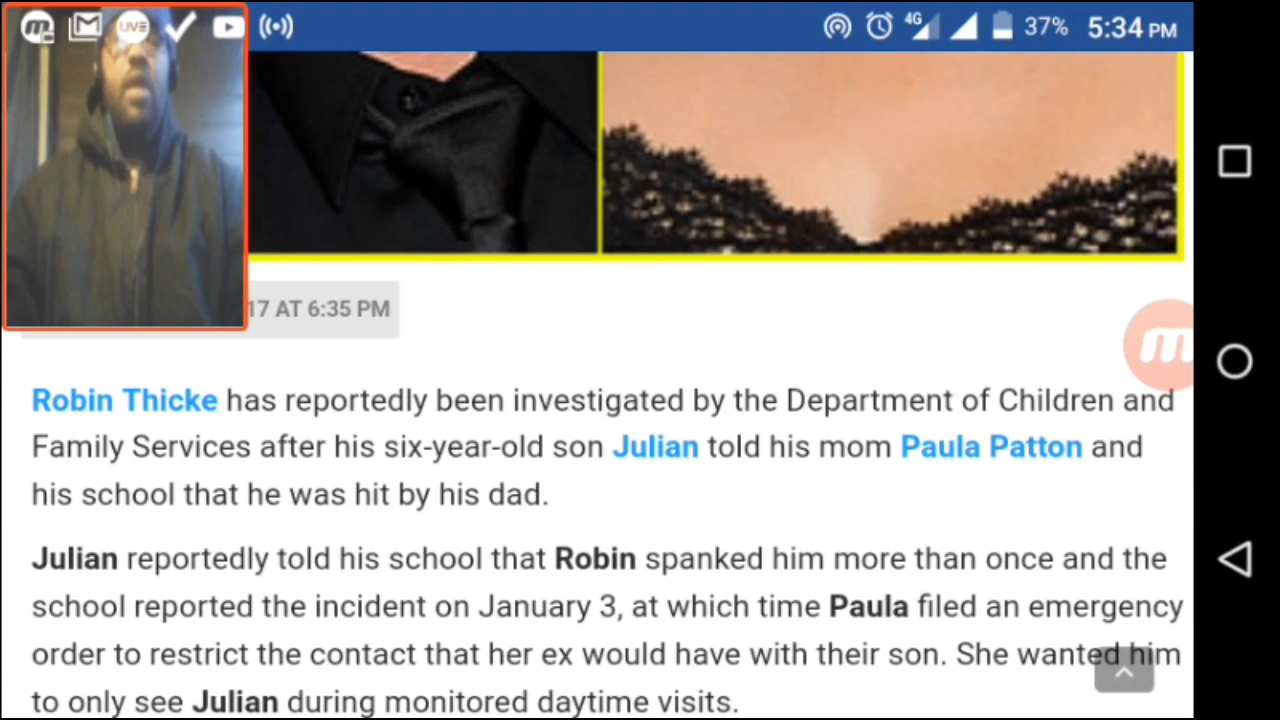 LIVE
4G 37% 5:34 PM
17 AT 6:35 PM
Robin Thicke has reportedly been investigated by the Department of Children and
Family Services after his six-year-old son Julian told his mom Paula Patton and
his school that he was hit by his dad.
Julian reportedly told his school that Robin spanked him more than once and the
school reported the incident on January 3, at which time Paula filed an emergency
order to restrict the contact that her ex would have with their son. She wanted him
to only see Julian during monitored daytime visits.